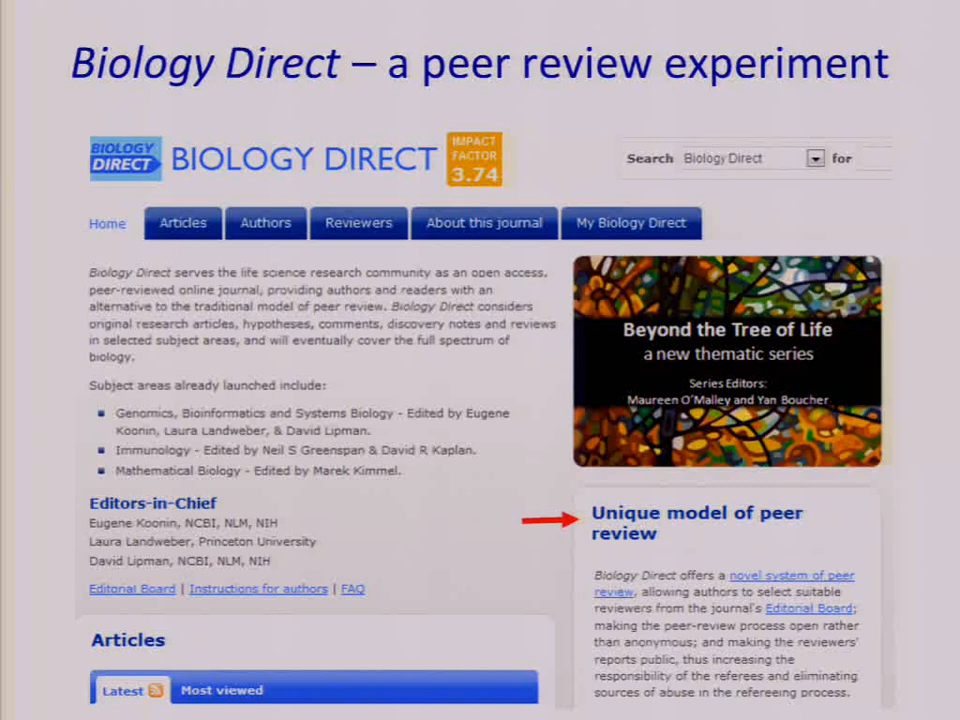 Biology Direct – a peer review experiment
BIOLOGY
DIRECT
BIOLOGY DIRECT
IMPACT
FACTOR
3.74
Search Biology Direct for
Home Articles Authors Reviewers About this journal My Biology Direct
Biology Direct serves the life science research community as an open access,
peer-reviewed online journal, providing authors and readers with an
alternative to the traditional model of peer review. Biology Direct considers
original research articles, hypotheses, comments, discovery notes and reviews
in selected subject areas, and will eventually cover the full spectrum of
biology.
Subject areas already launched include:
Genomics, Bioinformatics and Systems Biology - Edited by Eugene
Koonin, Laura Landweber, & David Lipman.
Immunology - Edited by Neil S Greenspan & David R Kaplan.
Mathematical Biology - Edited by Marek Kimmel.
Editors-in-Chief
Eugene Koonin, NCBI, NLM, NIH
Laura Landweber, Princeton University
David Lipman, NCBI, NLM, NIH
Editorial Board | Instructions for authors | FAQ
Articles
Latest Most viewed
Beyond the Tree of Life
a new thematic series
Series Editors:
Maureen O'Malley and Yan Boucher
Unique model of peer
review
Biology Direct offers a novel system of peer
review, allowing authors to select suitable
reviewers from the journal's Editorial Board;
making the peer-review process open rather
than anonymous; and making the reviewers'
reports public, thus increasing the
responsibility of the referees and eliminating
sources of abuse in the refereeing process.